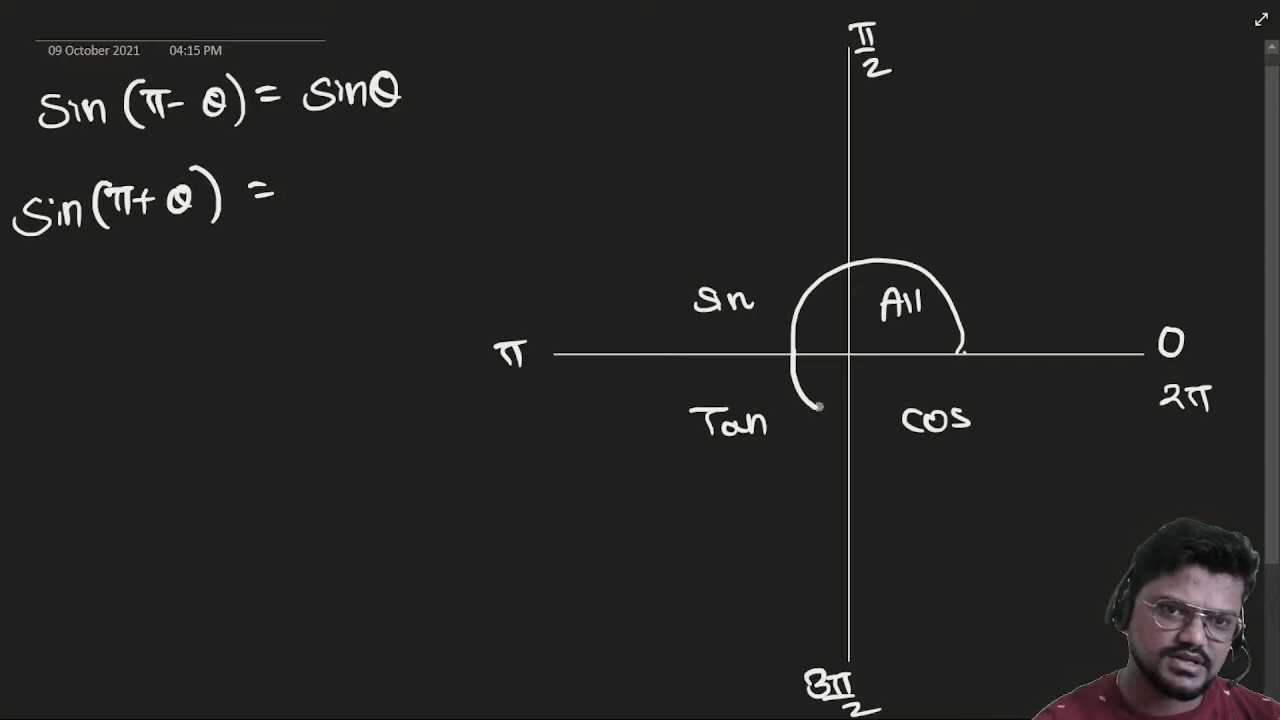 09 October 2021 04:15 PM
π/2
Sin (π - θ) = Sinθ
Sin (π + θ) =
Sin All
π 0
2π
Tan cos
3π/2